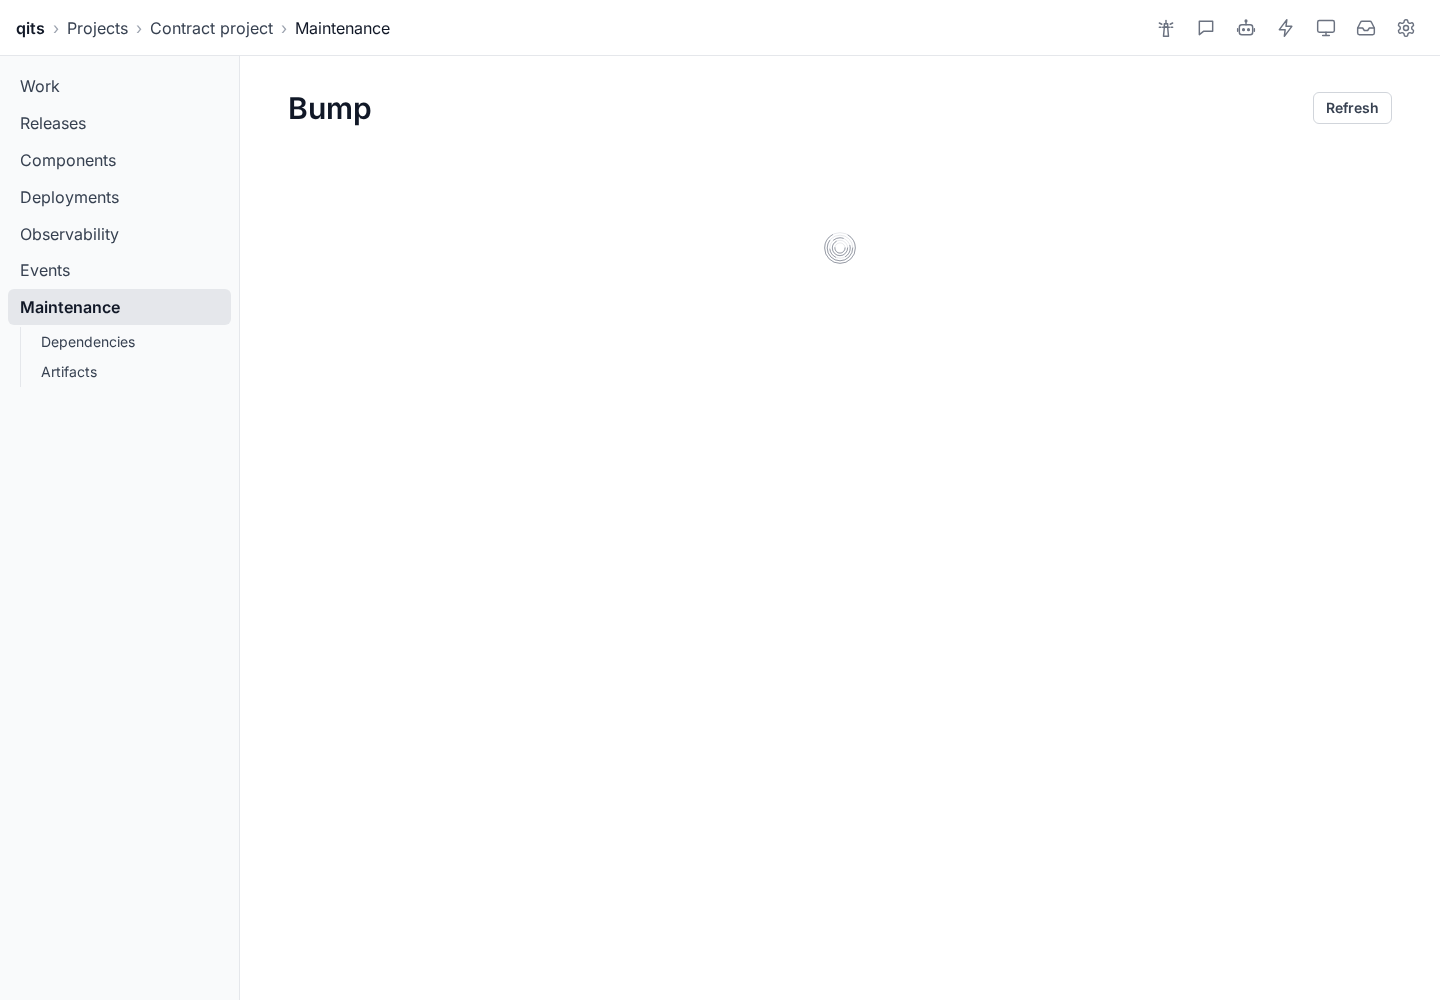 qits › Projects › Contract project › Maintenance
Work
Releases
Components
Deployments
Observability
Events
Maintenance
Dependencies
Artifacts
Bump
Refresh